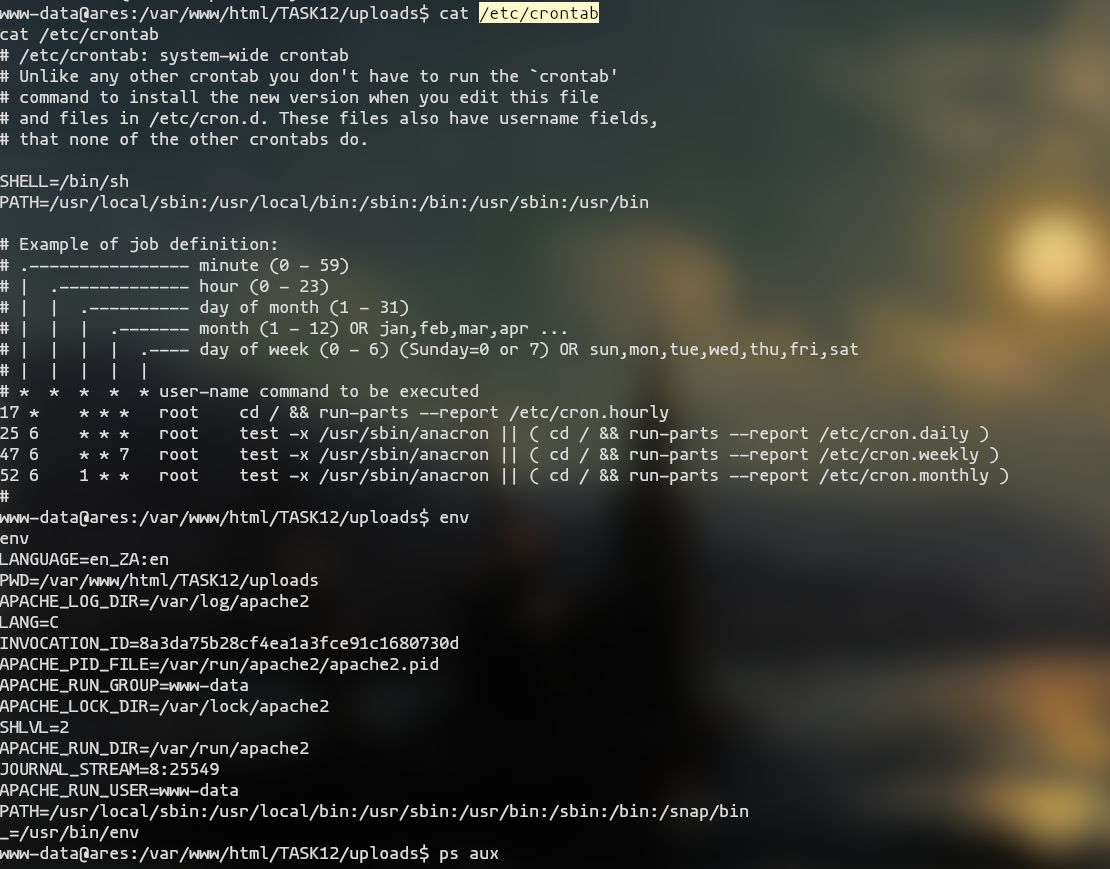 www-data@ares:/var/www/html/TASK12/uploads$ cat /etc/crontab
cat /etc/crontab
# /etc/crontab: system-wide crontab
# Unlike any other crontab you don't have to run the `crontab'
# command to install the new version when you edit this file
# and files in /etc/cron.d. These files also have username fields,
# that none of the other crontabs do.

SHELL=/bin/sh
PATH=/usr/local/sbin:/usr/local/bin:/sbin:/bin:/usr/sbin:/usr/bin

# Example of job definition:
# .---------------- minute (0 - 59)
# |  .------------- hour (0 - 23)
# |  |  .---------- day of month (1 - 31)
# |  |  |  .------- month (1 - 12) OR jan,feb,mar,apr ...
# |  |  |  |  .---- day of week (0 - 6) (Sunday=0 or 7) OR sun,mon,tue,wed,thu,fri,sat
# |  |  |  |  |
# *  *  *  *  * user-name command to be executed
17 *    * * *   root    cd / && run-parts --report /etc/cron.hourly
25 6    * * *   root    test -x /usr/sbin/anacron || ( cd / && run-parts --report /etc/cron.daily )
47 6    * * 7   root    test -x /usr/sbin/anacron || ( cd / && run-parts --report /etc/cron.weekly )
52 6    1 * *   root    test -x /usr/sbin/anacron || ( cd / && run-parts --report /etc/cron.monthly )
#
www-data@ares:/var/www/html/TASK12/uploads$ env
env
LANGUAGE=en_ZA:en
PWD=/var/www/html/TASK12/uploads
APACHE_LOG_DIR=/var/log/apache2
LANG=C
INVOCATION_ID=8a3da75b28cf4ea1a3fce91c1680730d
APACHE_PID_FILE=/var/run/apache2/apache2.pid
APACHE_RUN_GROUP=www-data
APACHE_LOCK_DIR=/var/lock/apache2
SHLVL=2
APACHE_RUN_DIR=/var/run/apache2
JOURNAL_STREAM=8:25549
APACHE_RUN_USER=www-data
PATH=/usr/local/sbin:/usr/local/bin:/usr/sbin:/usr/bin:/sbin:/bin:/snap/bin
_=/usr/bin/env
www-data@ares:/var/www/html/TASK12/uploads$ ps aux